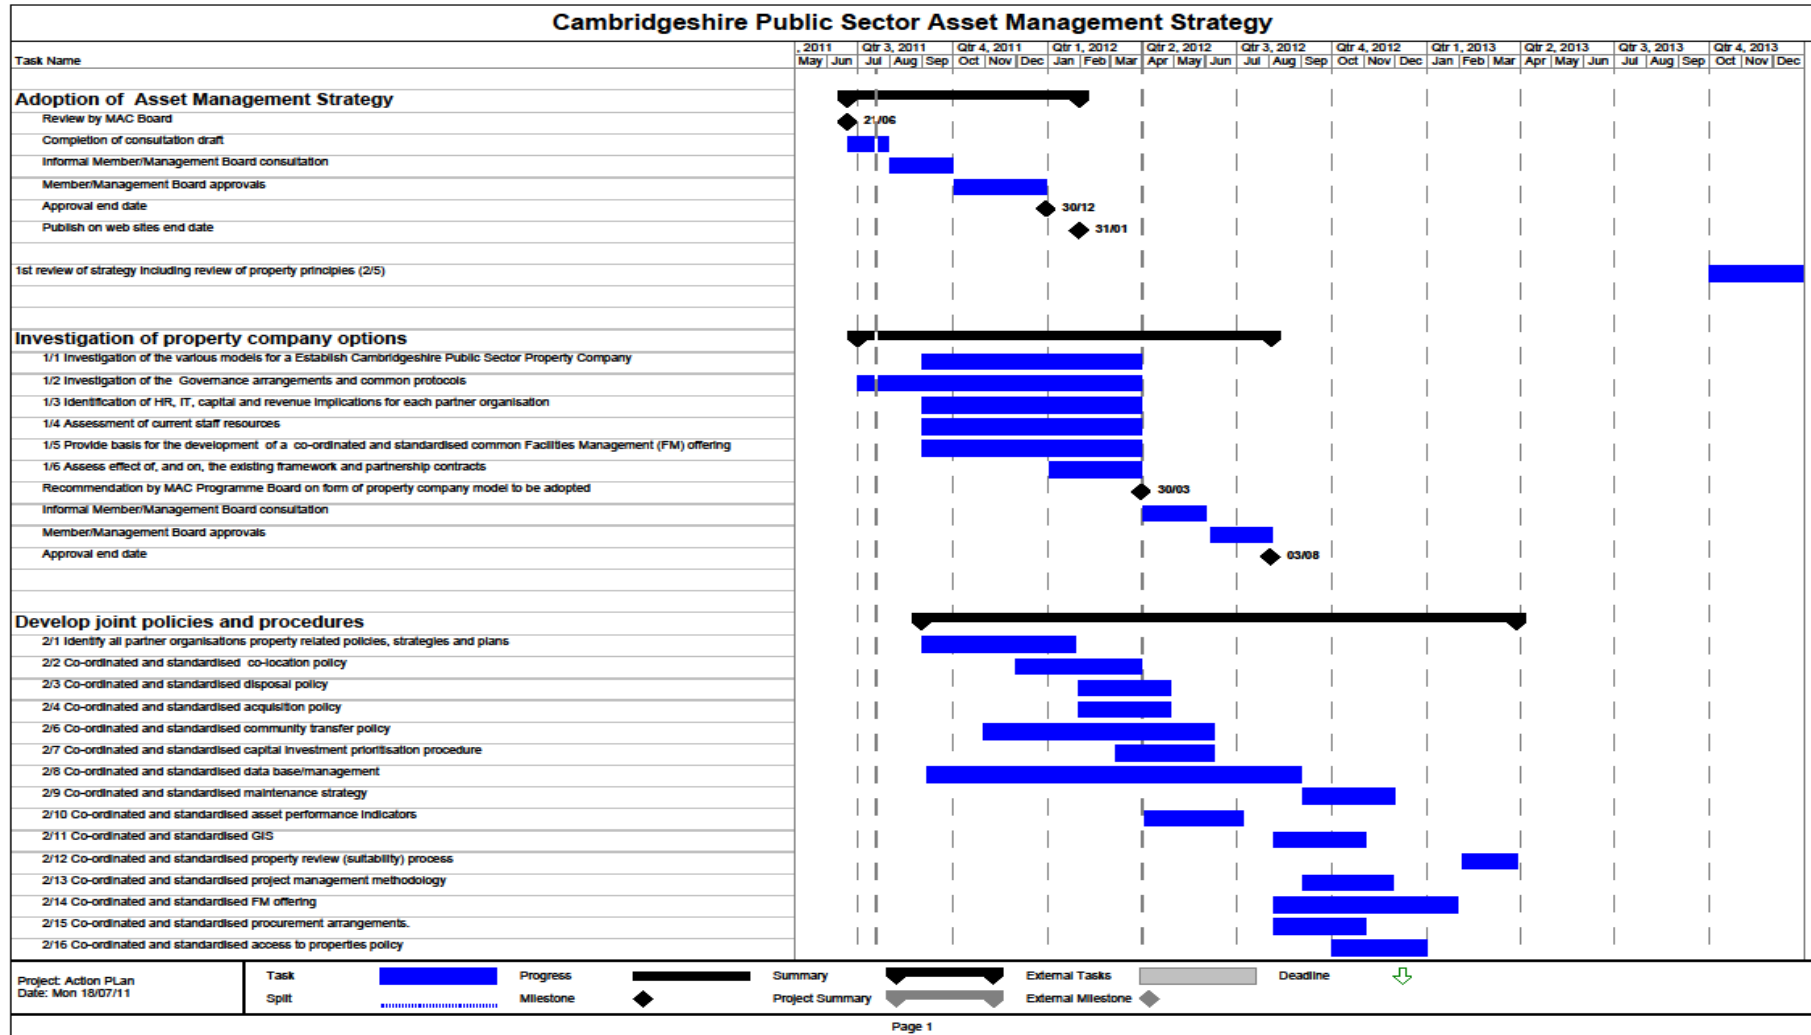 Cambridgeshire Public Sector Asset Management Strategy
, 2011 Qtr 3, 2011 Qtr 4, 2011 Qtr 1, 2012 Qtr 2, 2012 Qtr 3, 2012 Qtr 4, 2012 Qtr 1, 2013 Qtr 2, 2013 Qtr 3, 2013 Qtr 4, 2013
Task Name May Jun Jul Aug Sep Oct Nov Dec Jan Feb Mar Apr May Jun Jul Aug Sep Oct Nov Dec Jan Feb Mar Apr May Jun Jul Aug Sep Oct Nov Dec
Adoption of Asset Management Strategy
Review by MAC Board 21/06
Completion of consultation draft
Informal Member/Management Board consultation
Member/Management Board approvals
Approval end date 30/12
Publish on web sites end date 31/01
1st review of strategy including review of property principles (2/5)
Investigation of property company options
1/1 Investigation of the various models for a Establish Cambridgeshire Public Sector Property Company
1/2 Investigation of the Governance arrangements and common protocols
1/3 Identification of HR, IT, capital and revenue implications for each partner organisation
1/4 Assessment of current staff resources
1/5 Provide basis for the development of a co-ordinated and standardised common Facilities Management (FM) offering
1/6 Assess effect of, and on, the existing framework and partnership contracts
Recommendation by MAC Programme Board on form of property company model to be adopted 30/03
Informal Member/Management Board consultation
Member/Management Board approvals
Approval end date 03/08
Develop joint policies and procedures
2/1 Identify all partner organisations property related policies, strategies and plans
2/2 Co-ordinated and standardised co-location policy
2/3 Co-ordinated and standardised disposal policy
2/4 Co-ordinated and standardised acquisition policy
2/6 Co-ordinated and standardised community transfer policy
2/7 Co-ordinated and standardised capital investment prioritisation procedure
2/8 Co-ordinated and standardised data base/management
2/9 Co-ordinated and standardised maintenance strategy
2/10 Co-ordinated and standardised asset performance indicators
2/11 Co-ordinated and standardised GIS
2/12 Co-ordinated and standardised property review (suitability) process
2/13 Co-ordinated and standardised project management methodology
2/14 Co-ordinated and standardised FM offering
2/15 Co-ordinated and standardised procurement arrangements.
2/16 Co-ordinated and standardised access to properties policy
Project: Action PLan
Date: Mon 18/07/11
Task Progress Summary External Tasks Deadline
Split Milestone Project Summary External Milestone
Page 1